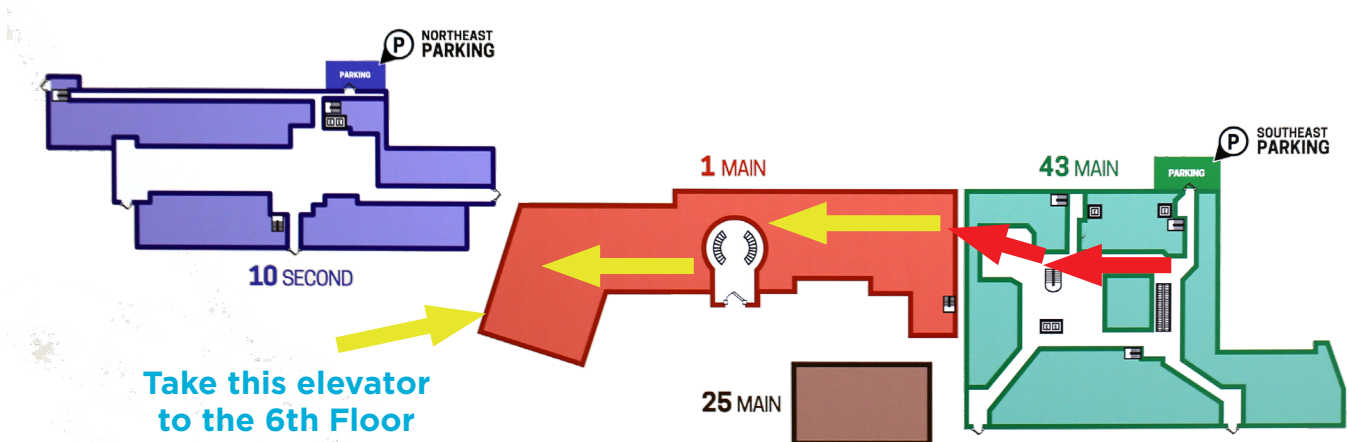 P
NORTHEAST
PARKING
PARKING
P
SOUTHEAST
PARKING
1 MAIN
43 MAIN
PARKING
10 SECOND
Take this elevator
to the 6th Floor
25 MAIN